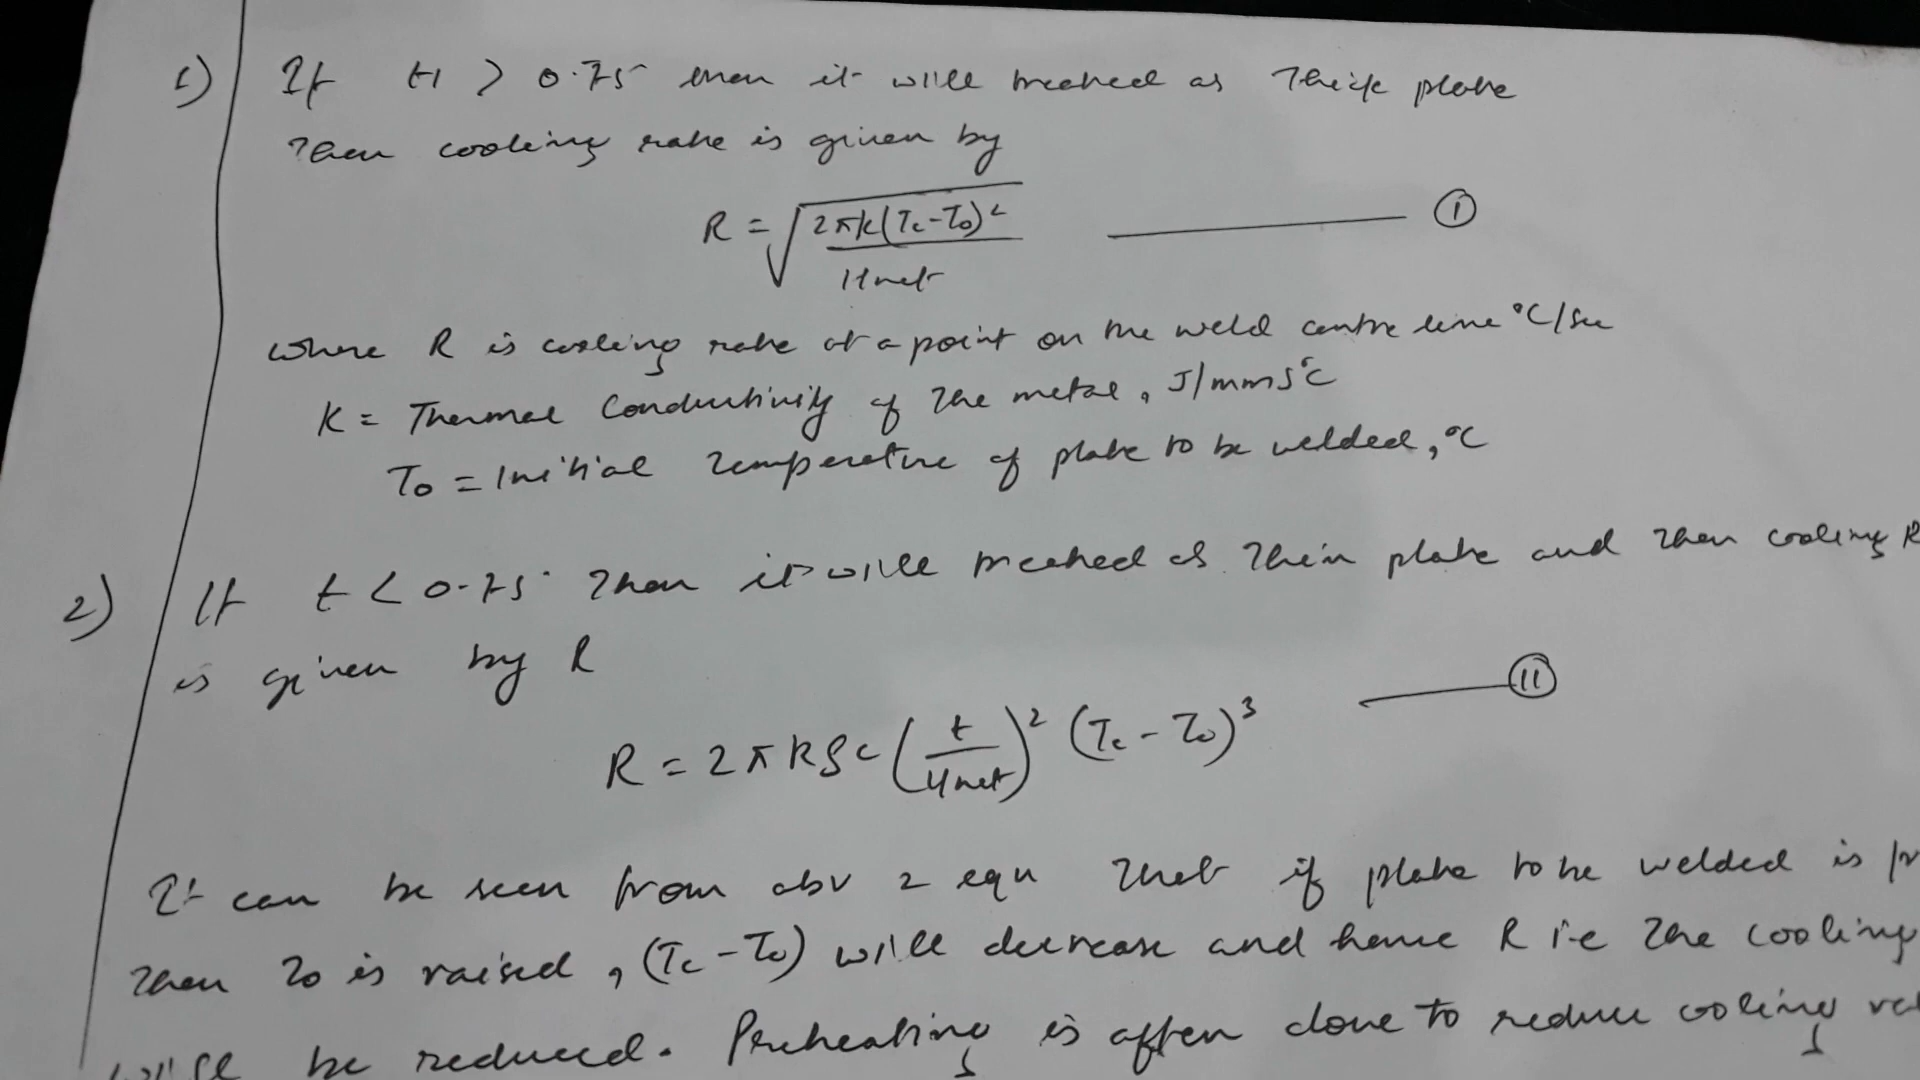 1) If t1 > 0.75 then it will treated as Thick plate
Then cooling rate is given by
R = √(2πk(Tc-To)² / Hnet) ——— (I)
where R is cooling rate at a point on the weld centre line °C/sec
K = Thermal Conductivity of the metal, J/mms°C
To = Initial temperature of plate to be welded, °C
2) If t < 0.75 Then it will treated as Thin plate and then cooling R
is given by R
R = 2πkρc (t/Hnet)² (Tc - To)³ ——— (II)
It can be seen from abv 2 equ that if plate to be welded is pr
then To is raised, (Tc - To) will decrease and hence R i.e the cooling
will be reduced. Preheating is often done to reduce cooling rat